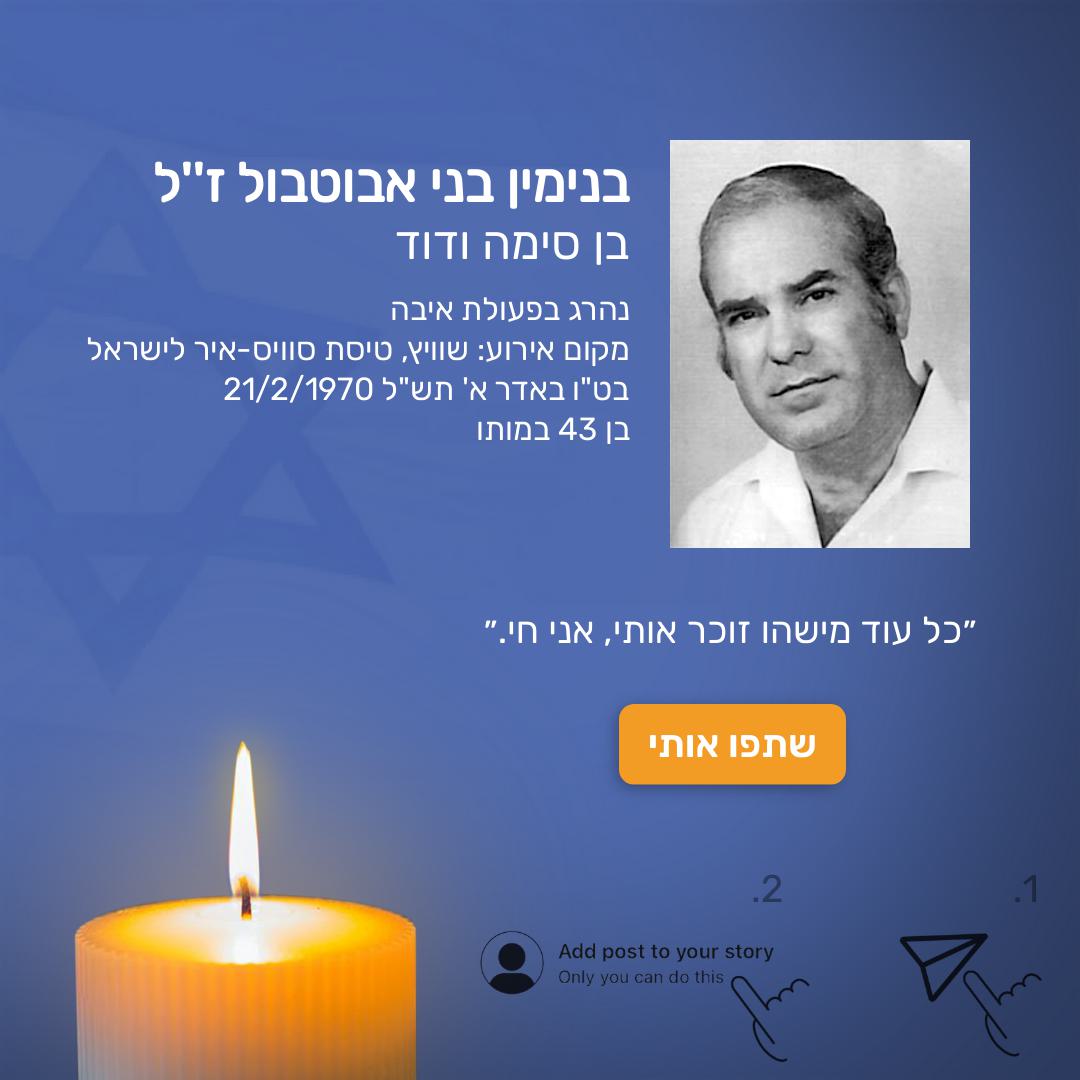 בנימין בני אבוטבול ז"ל
בן סימה ודוד
נהרג בפעולת איבה
מקום אירוע: שוויץ, טיסת סוויס-איר לישראל
בט"ו באדר א' תש"ל 21/2/1970
בן 43 במותו
״כל עוד מישהו זוכר אותי, אני חי.״
שתפו אותי
1.
2.
Add post to your story
Only you can do this